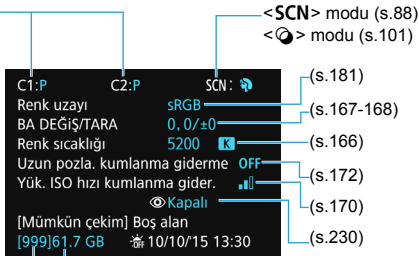 <SCN> modu (s.88)
< > modu (s.101)
C1:P C2:P SCN:
Renk uzayı sRGB (s.181)
BA DEĞiŞ/TARA 0,0/±0 (s.167-168)
Renk sıcaklığı 5200 K (s.166)
Uzun pozla. kumlanma giderme OFF (s.172)
Yük. ISO hızı kumlanma gider. (s.170)
Kapalı (s.230)
[Mümkün çekim] Boş alan
[999] 61.7 GB OFF 10/10/'15 13:30